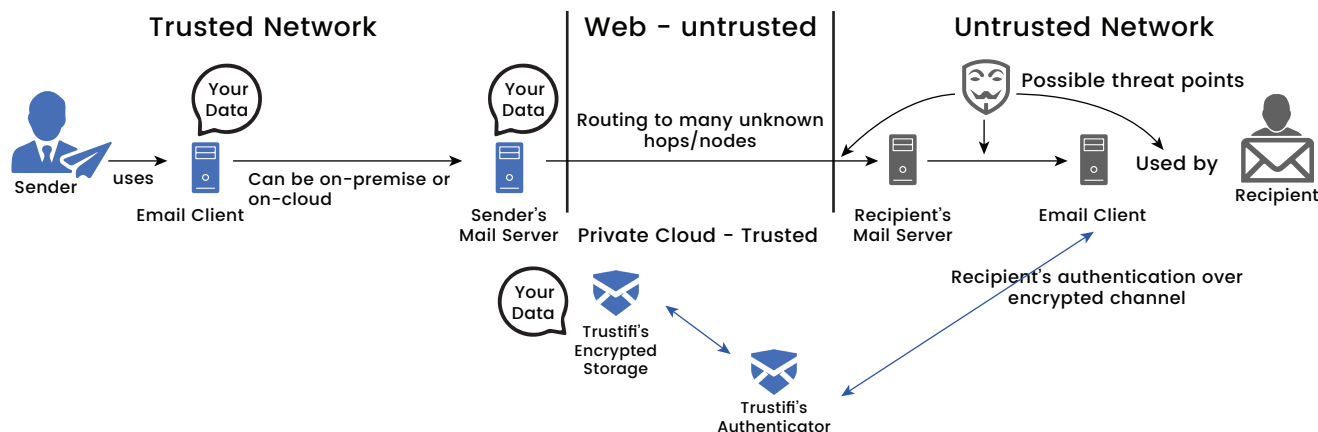 Trusted Network
Web - untrusted
Untrusted Network
Your
Data
Your
Data
Possible threat points
Routing to many unknown
hops/nodes
Sender
uses
Can be on-premise or
on-cloud
Used by
Recipient
Email Client
Sender's
Mail Server
Recipient's
Mail Server
Email Client
Private Cloud - Trusted
Your
Data
Recipient's authentication over
encrypted channel
Trustifi's
Encrypted
Storage
Trustifi's
Authenticator